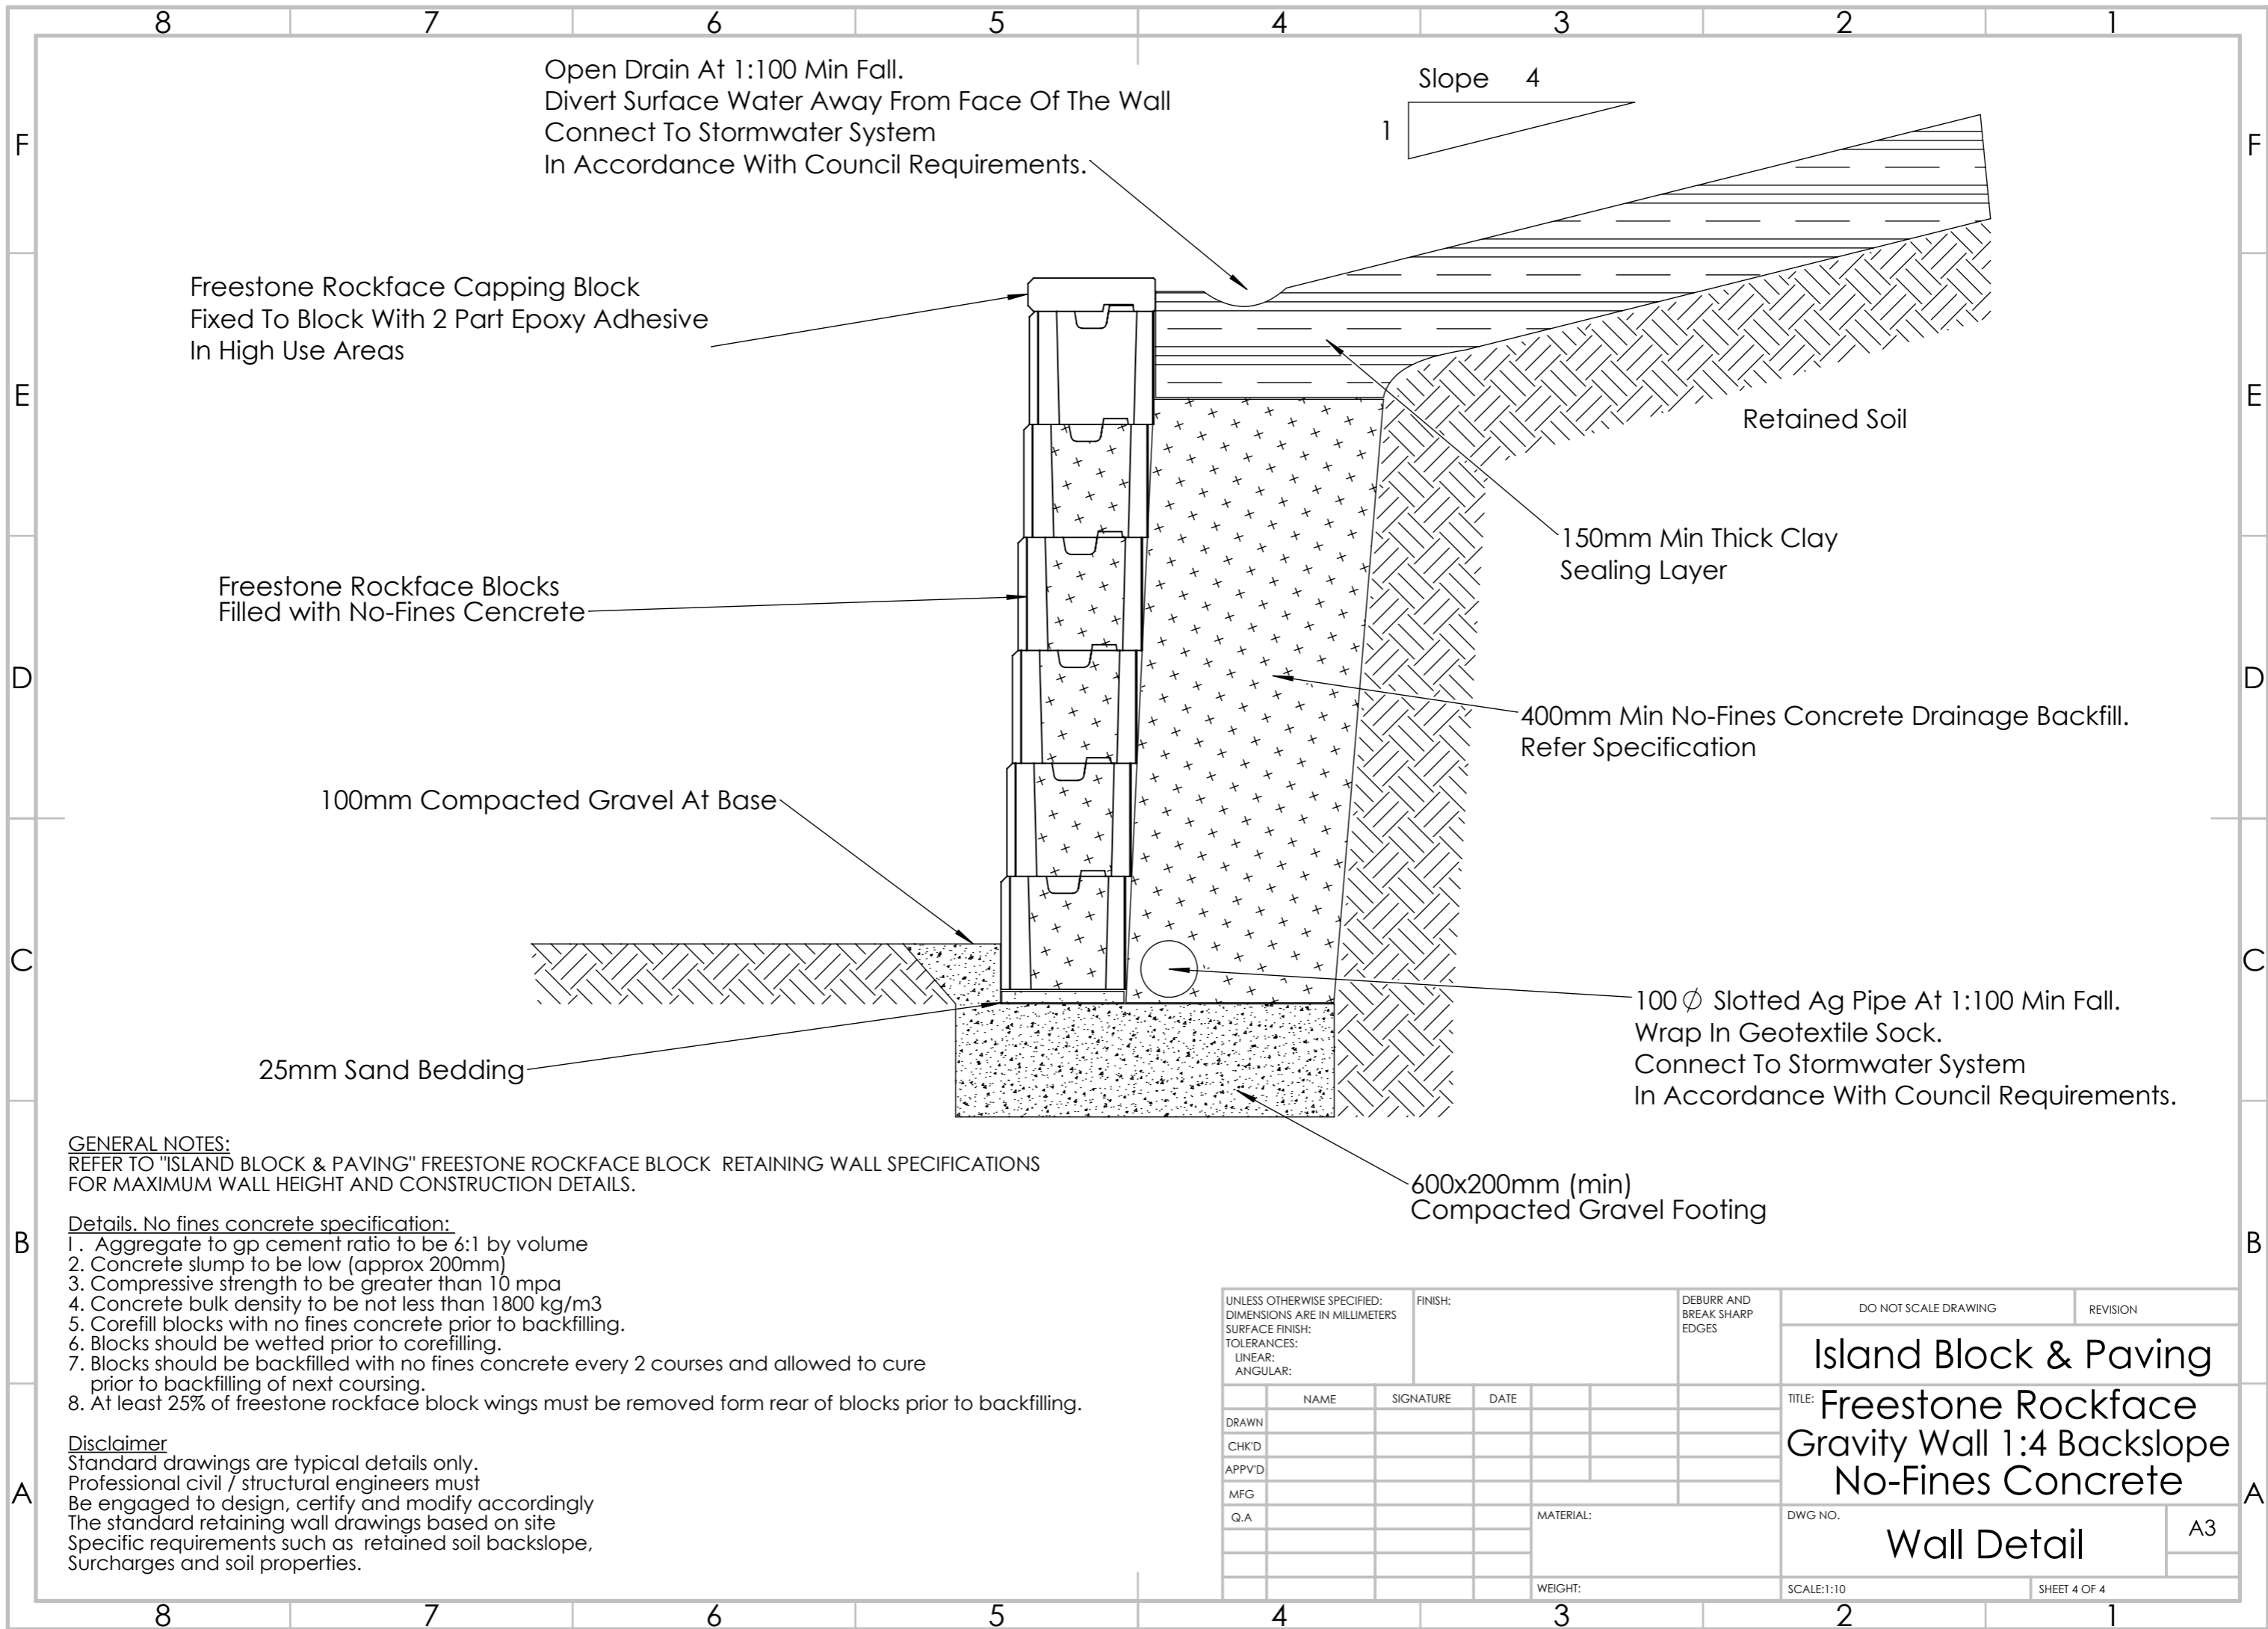 8 7 6 5 4 3 2 1
F
E
D
C
B
A
F
E
D
C
B
A
Open Drain At 1:100 Min Fall.
Divert Surface Water Away From Face Of The Wall
Connect To Stormwater System
In Accordance With Council Requirements.
Slope 4
1
Freestone Rockface Capping Block
Fixed To Block With 2 Part Epoxy Adhesive
In High Use Areas
Retained Soil
150mm Min Thick Clay
Sealing Layer
Freestone Rockface Blocks
Filled with No-Fines Cencrete
400mm Min No-Fines Concrete Drainage Backfill.
Refer Specification
100mm Compacted Gravel At Base
100 ∅ Slotted Ag Pipe At 1:100 Min Fall.
Wrap In Geotextile Sock.
Connect To Stormwater System
In Accordance With Council Requirements.
25mm Sand Bedding
600x200mm (min)
Compacted Gravel Footing
GENERAL NOTES:
REFER TO "ISLAND BLOCK & PAVING" FREESTONE ROCKFACE BLOCK RETAINING WALL SPECIFICATIONS
FOR MAXIMUM WALL HEIGHT AND CONSTRUCTION DETAILS.
Details. No fines concrete specification:
I . Aggregate to gp cement ratio to be 6:1 by volume
2. Concrete slump to be low (approx 200mm)
3. Compressive strength to be greater than 10 mpa
4. Concrete bulk density to be not less than 1800 kg/m3
5. Corefill blocks with no fines concrete prior to backfilling.
6. Blocks should be wetted prior to corefilling.
7. Blocks should be backfilled with no fines concrete every 2 courses and allowed to cure
prior to backfilling of next coursing.
8. At least 25% of freestone rockface block wings must be removed form rear of blocks prior to backfilling.
Disclaimer
Standard drawings are typical details only.
Professional civil / structural engineers must
Be engaged to design, certify and modify accordingly
The standard retaining wall drawings based on site
Specific requirements such as retained soil backslope,
Surcharges and soil properties.
UNLESS OTHERWISE SPECIFIED:
DIMENSIONS ARE IN MILLIMETERS
SURFACE FINISH:
TOLERANCES:
LINEAR:
ANGULAR:
FINISH:
DEBURR AND
BREAK SHARP
EDGES
DO NOT SCALE DRAWING
REVISION
Island Block & Paving
NAME SIGNATURE DATE
DRAWN
CHK'D
APPV'D
MFG
Q.A
TITLE: Freestone Rockface
Gravity Wall 1:4 Backslope
No-Fines Concrete
MATERIAL:
DWG NO.
Wall Detail
A3
WEIGHT:
SCALE:1:10
SHEET 4 OF 4
8 7 6 5 4 3 2 1